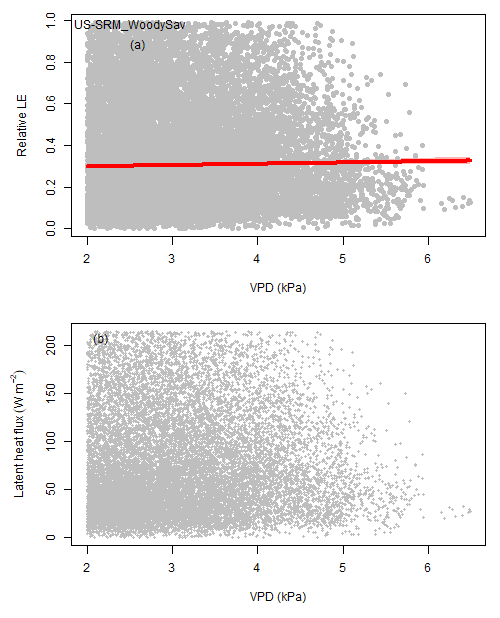 US-SRM_WoodySav
(a)
Relative LE
1.0
0.8
0.6
0.4
0.2
0.0
2 3 4 5 6
VPD (kPa)
(b)
Latent heat flux (W m⁻²)
200
150
100
50
0
2 3 4 5 6
VPD (kPa)